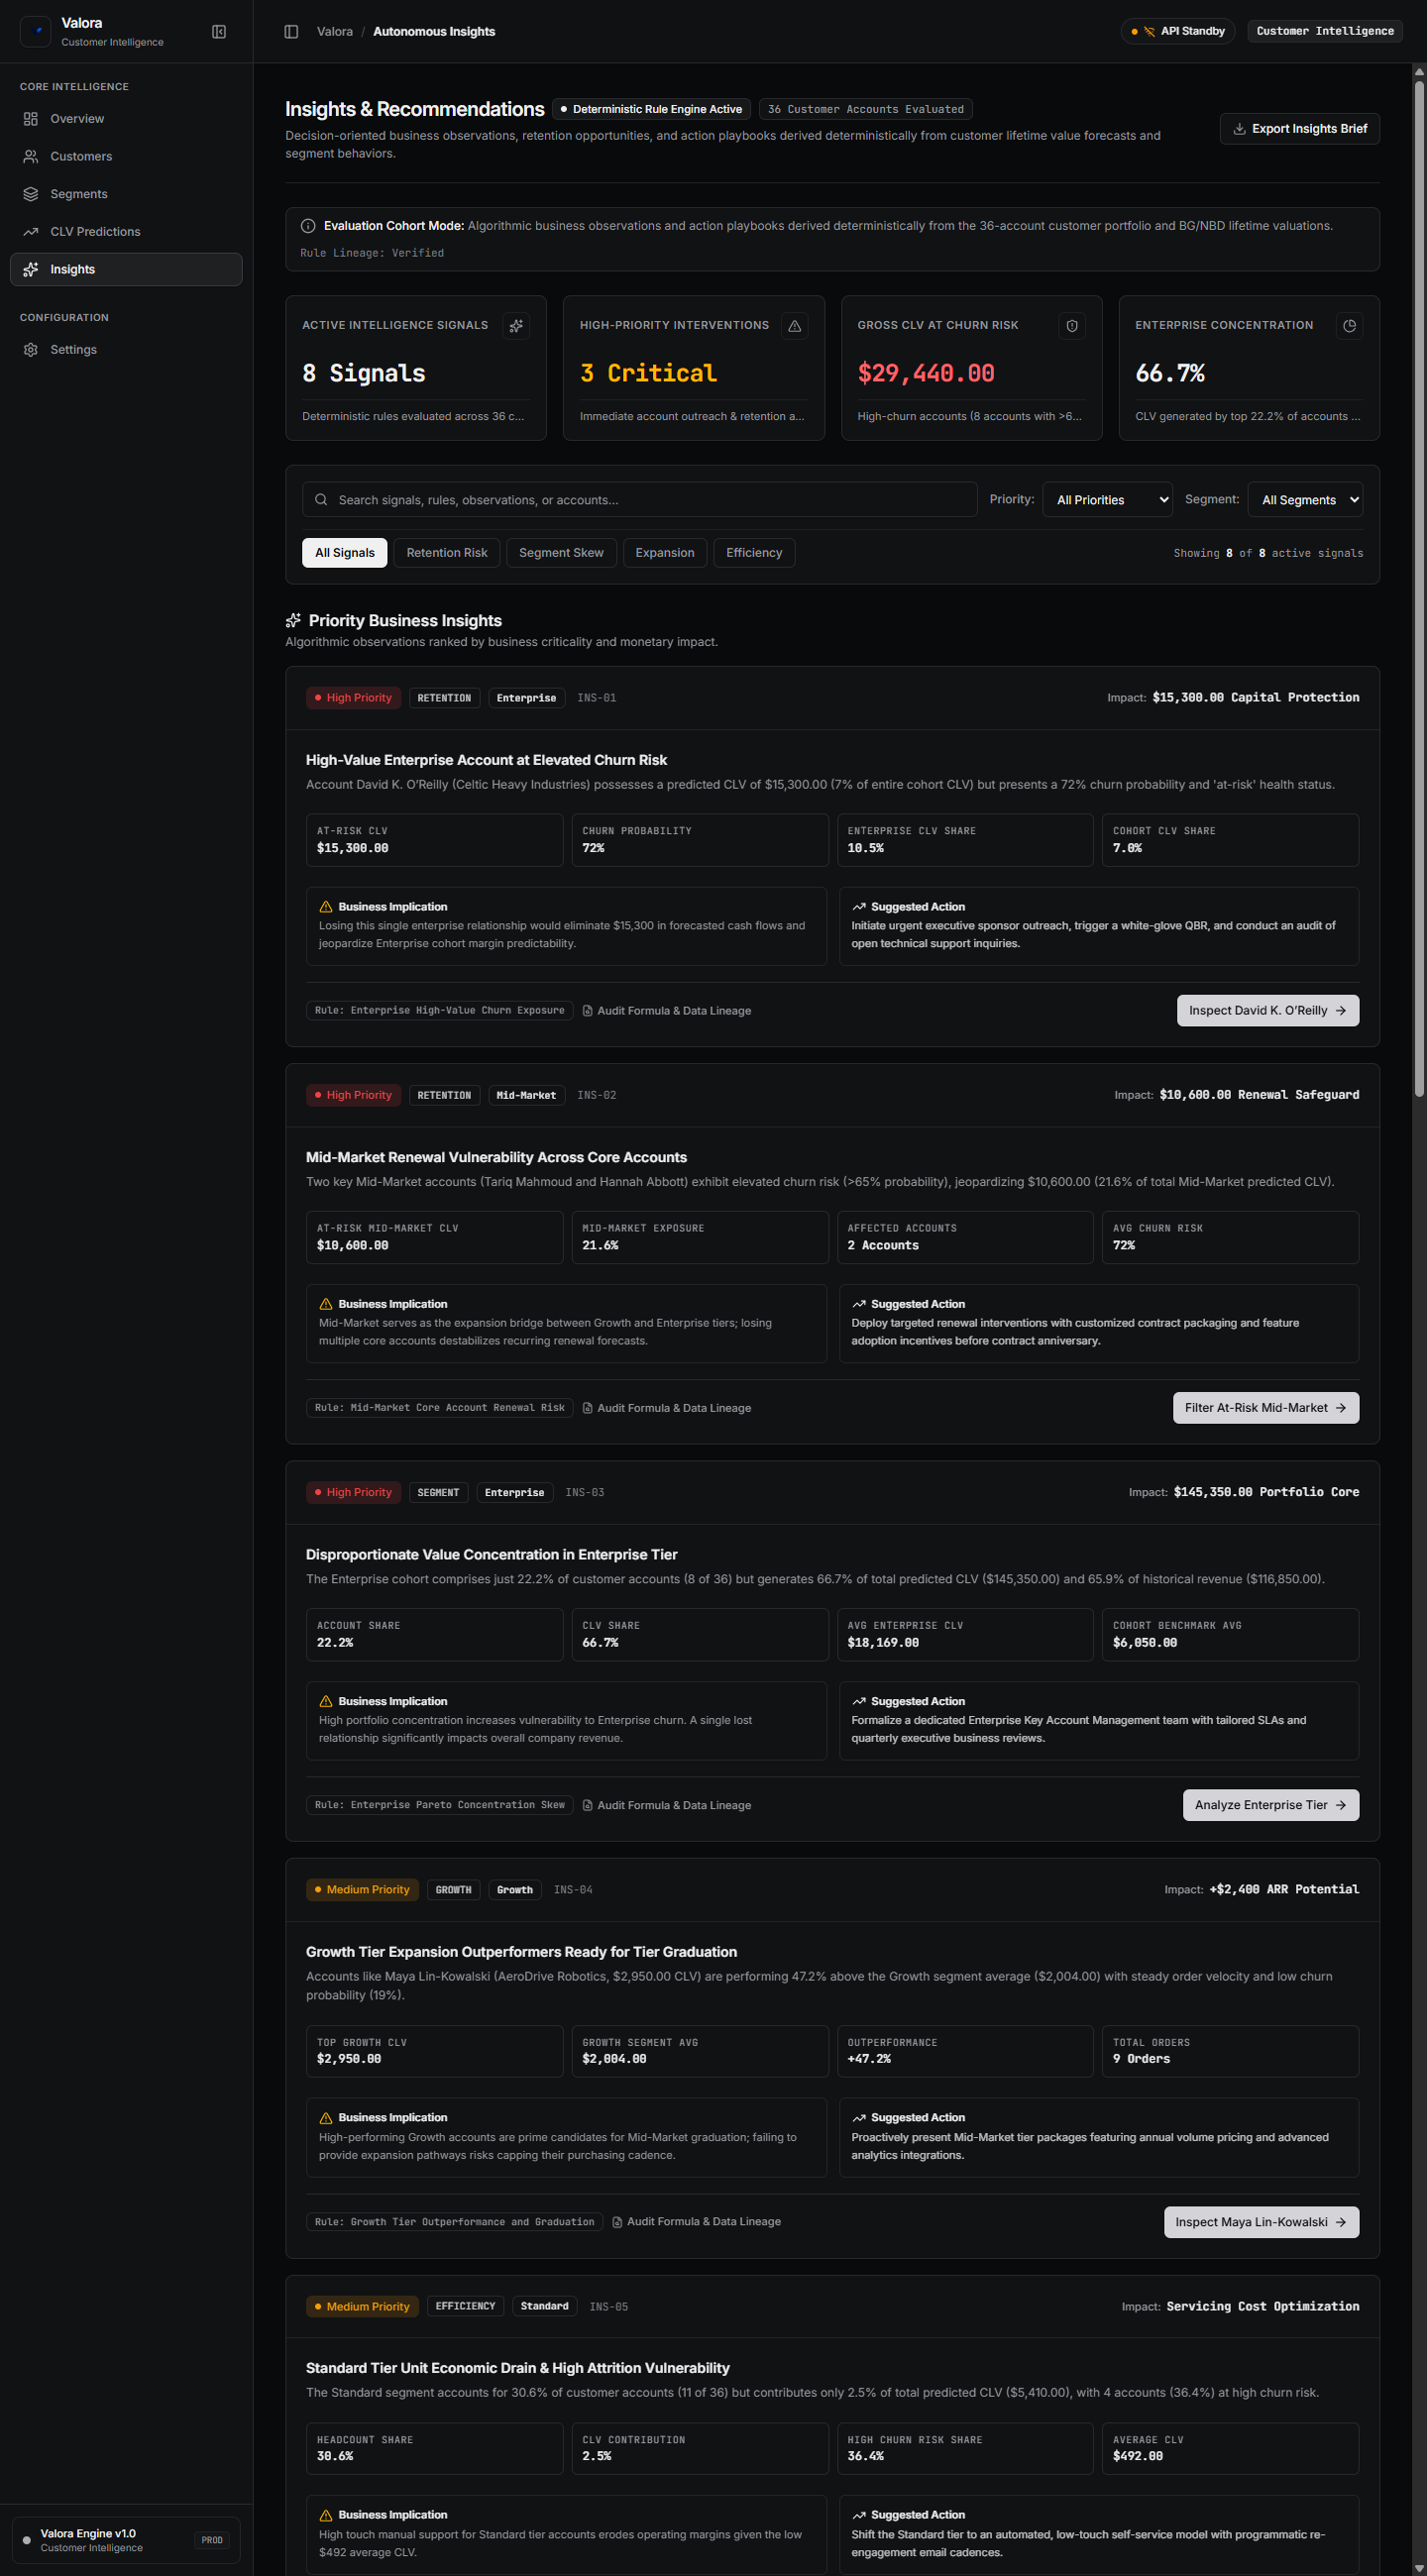 Valora
Customer Intelligence
Valora / Autonomous Insights
API Standby
Customer Intelligence
CORE INTELLIGENCE
Overview
Customers
Segments
CLV Predictions
Insights
CONFIGURATION
Settings
Insights & Recommendations
Deterministic Rule Engine Active
36 Customer Accounts Evaluated
Decision-oriented business observations, retention opportunities, and action playbooks derived deterministically from customer lifetime value forecasts and
segment behaviors.
Export Insights Brief
Evaluation Cohort Mode: Algorithmic business observations and action playbooks derived deterministically from the 36-account customer portfolio and BG/NBD lifetime valuations.
Rule Lineage: Verified
ACTIVE INTELLIGENCE SIGNALS
8 Signals
Deterministic rules evaluated across 36 c...
HIGH-PRIORITY INTERVENTIONS
3 Critical
Immediate account outreach & retention a...
GROSS CLV AT CHURN RISK
$29,440.00
High-churn accounts (8 accounts with >6...
ENTERPRISE CONCENTRATION
66.7%
CLV generated by top 22.2% of accounts ...
Search signals, rules, observations, or accounts...
Priority: All Priorities
Segment: All Segments
All Signals
Retention Risk
Segment Skew
Expansion
Efficiency
Showing 8 of 8 active signals
Priority Business Insights
Algorithmic observations ranked by business criticality and monetary impact.
High Priority
RETENTION
Enterprise
INS-01
Impact: $15,300.00 Capital Protection
High-Value Enterprise Account at Elevated Churn Risk
Account David K. O’Reilly (Celtic Heavy Industries) possesses a predicted CLV of $15,300.00 (7% of entire cohort CLV) but presents a 72% churn probability and 'at-risk' health status.
AT-RISK CLV
$15,300.00
CHURN PROBABILITY
72%
ENTERPRISE CLV SHARE
10.5%
COHORT CLV SHARE
7.0%
Business Implication
Losing this single enterprise relationship would eliminate $15,300 in forecasted cash flows and
jeopardize Enterprise cohort margin predictability.
Suggested Action
Initiate urgent executive sponsor outreach, trigger a white-glove QBR, and conduct an audit of
open technical support inquiries.
Rule: Enterprise High-Value Churn Exposure
Audit Formula & Data Lineage
Inspect David K. O’Reilly
High Priority
RETENTION
Mid-Market
INS-02
Impact: $10,600.00 Renewal Safeguard
Mid-Market Renewal Vulnerability Across Core Accounts
Two key Mid-Market accounts (Tariq Mahmoud and Hannah Abbott) exhibit elevated churn risk (>65% probability), jeopardizing $10,600.00 (21.6% of total Mid-Market predicted CLV).
AT-RISK MID-MARKET CLV
$10,600.00
MID-MARKET EXPOSURE
21.6%
AFFECTED ACCOUNTS
2 Accounts
AVG CHURN RISK
72%
Business Implication
Mid-Market serves as the expansion bridge between Growth and Enterprise tiers; losing
multiple core accounts destabilizes recurring renewal forecasts.
Suggested Action
Deploy targeted renewal interventions with customized contract packaging and feature
adoption incentives before contract anniversary.
Rule: Mid-Market Core Account Renewal Risk
Audit Formula & Data Lineage
Filter At-Risk Mid-Market
High Priority
SEGMENT
Enterprise
INS-03
Impact: $145,350.00 Portfolio Core
Disproportionate Value Concentration in Enterprise Tier
The Enterprise cohort comprises just 22.2% of customer accounts (8 of 36) but generates 66.7% of total predicted CLV ($145,350.00) and 65.9% of historical revenue ($116,850.00).
ACCOUNT SHARE
22.2%
CLV SHARE
66.7%
AVG ENTERPRISE CLV
$18,169.00
COHORT BENCHMARK AVG
$6,050.00
Business Implication
High portfolio concentration increases vulnerability to Enterprise churn. A single lost
relationship significantly impacts overall company revenue.
Suggested Action
Formalize a dedicated Enterprise Key Account Management team with tailored SLAs and
quarterly executive business reviews.
Rule: Enterprise Pareto Concentration Skew
Audit Formula & Data Lineage
Analyze Enterprise Tier
Medium Priority
GROWTH
Growth
INS-04
Impact: +$2,400 ARR Potential
Growth Tier Expansion Outperformers Ready for Tier Graduation
Accounts like Maya Lin-Kowalski (AeroDrive Robotics, $2,950.00 CLV) are performing 47.2% above the Growth segment average ($2,004.00) with steady order velocity and low churn
probability (19%).
TOP GROWTH CLV
$2,950.00
GROWTH SEGMENT AVG
$2,004.00
OUTPERFORMANCE
+47.2%
TOTAL ORDERS
9 Orders
Business Implication
High-performing Growth accounts are prime candidates for Mid-Market graduation; failing to
provide expansion pathways risks capping their purchasing cadence.
Suggested Action
Proactively present Mid-Market tier packages featuring annual volume pricing and advanced
analytics integrations.
Rule: Growth Tier Outperformance and Graduation
Audit Formula & Data Lineage
Inspect Maya Lin-Kowalski
Medium Priority
EFFICIENCY
Standard
INS-05
Impact: Servicing Cost Optimization
Standard Tier Unit Economic Drain & High Attrition Vulnerability
The Standard segment accounts for 30.6% of customer accounts (11 of 36) but contributes only 2.5% of total predicted CLV ($5,410.00), with 4 accounts (36.4%) at high churn risk.
HEADCOUNT SHARE
30.6%
CLV CONTRIBUTION
2.5%
HIGH CHURN RISK SHARE
36.4%
AVERAGE CLV
$492.00
Business Implication
High touch manual support for Standard tier accounts erodes operating margins given the low
$492 average CLV.
Suggested Action
Shift the Standard tier to an automated, low-touch self-service model with programmatic re-
engagement email cadences.
Valora Engine v1.0
Customer Intelligence
PROD